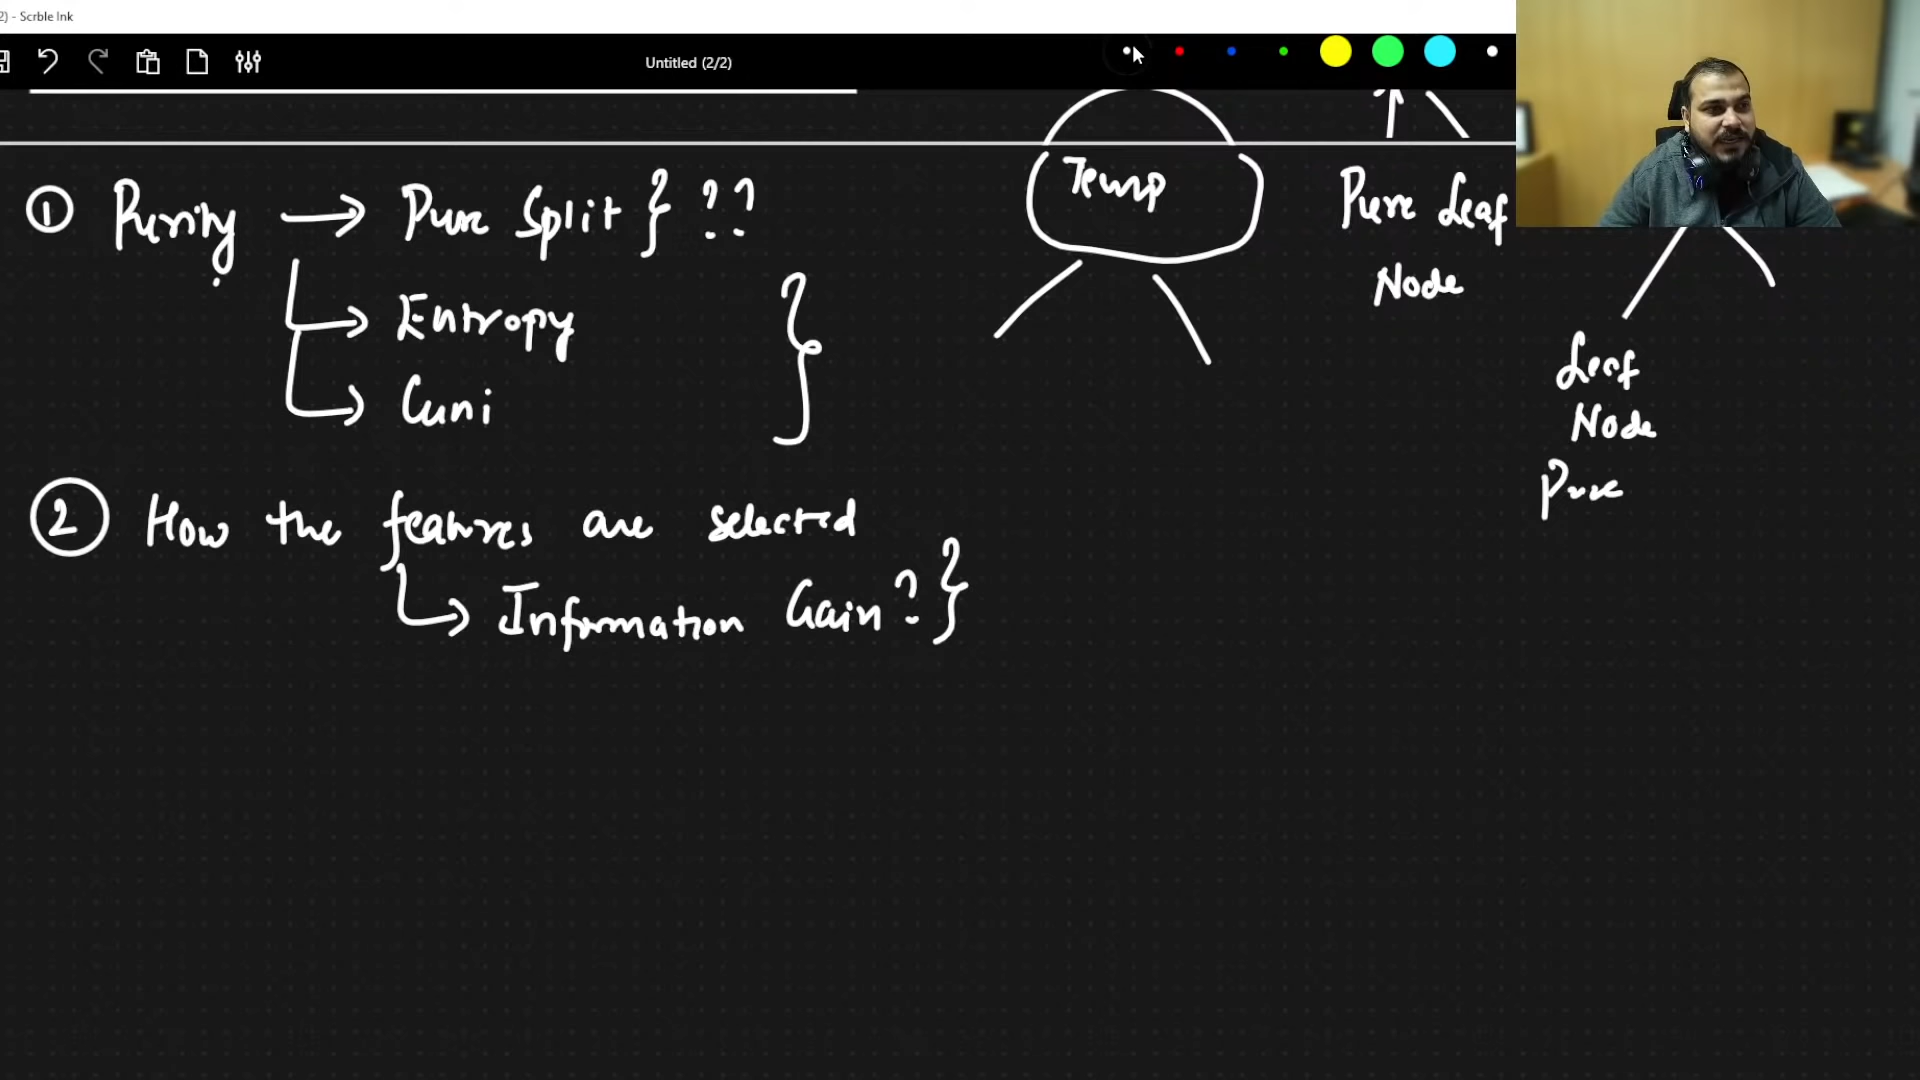 2) - Scrble Ink
Untitled (2/2)
① Purity → Pure Split } ??
→ Entropy
→ Gini
② How the features are selected
→ Information Gain? }
Temp
Pure Leaf
Node
Leaf
Node
Pure